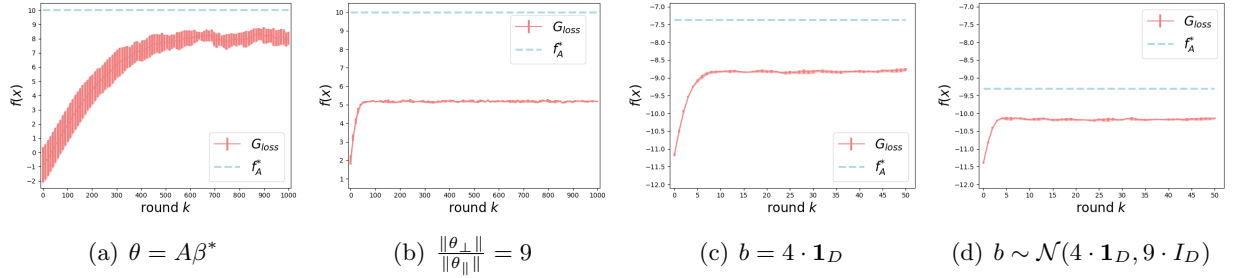 10
9
8
7
6
5
4
3
2
1
0
−1
−2
f(x)
0 100 200 300 400 500 600 700 800 900 1000
round k
G_loss
f_A^*
(a) θ = Aβ*
10
9
8
7
6
5
4
3
2
1
f(x)
0 100 200 300 400 500 600 700 800 900 1000
round k
G_loss
f_A^*
(b) ‖θ_⊥‖/‖θ_∥‖ = 9
−7.0
−7.5
−8.0
−8.5
−9.0
−9.5
−10.0
−10.5
−11.0
−11.5
−12.0
f(x)
0 5 10 15 20 25 30 35 40 45 50
round k
G_loss
f_A^*
(c) b = 4 · 1_D
−7.0
−7.5
−8.0
−8.5
−9.0
−9.5
−10.0
−10.5
−11.0
−11.5
−12.0
f(x)
0 5 10 15 20 25 30 35 40 45 50
round k
G_loss
f_A^*
(d) b ∼ 𝒩(4 · 1_D, 9 · I_D)